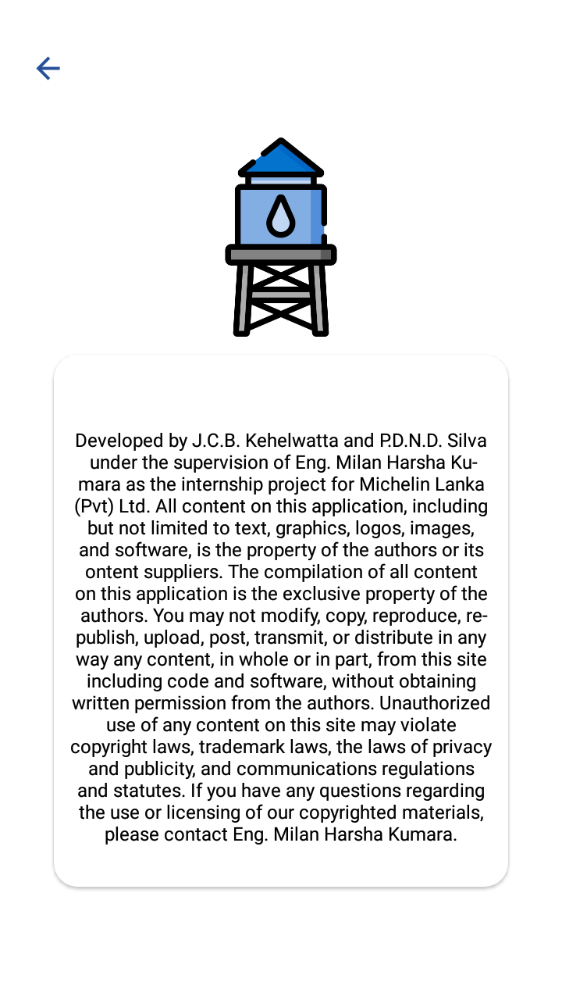 Developed by J.C.B. Kehelwatta and P.D.N.D. Silva
under the supervision of Eng. Milan Harsha Ku-
mara as the internship project for Michelin Lanka
(Pvt) Ltd. All content on this application, including
but not limited to text, graphics, logos, images,
and software, is the property of the authors or its
ontent suppliers. The compilation of all content
on this application is the exclusive property of the
authors. You may not modify, copy, reproduce, re-
publish, upload, post, transmit, or distribute in any
way any content, in whole or in part, from this site
including code and software, without obtaining
written permission from the authors. Unauthorized
use of any content on this site may violate
copyright laws, trademark laws, the laws of privacy
and publicity, and communications regulations
and statutes. If you have any questions regarding
the use or licensing of our copyrighted materials,
please contact Eng. Milan Harsha Kumara.